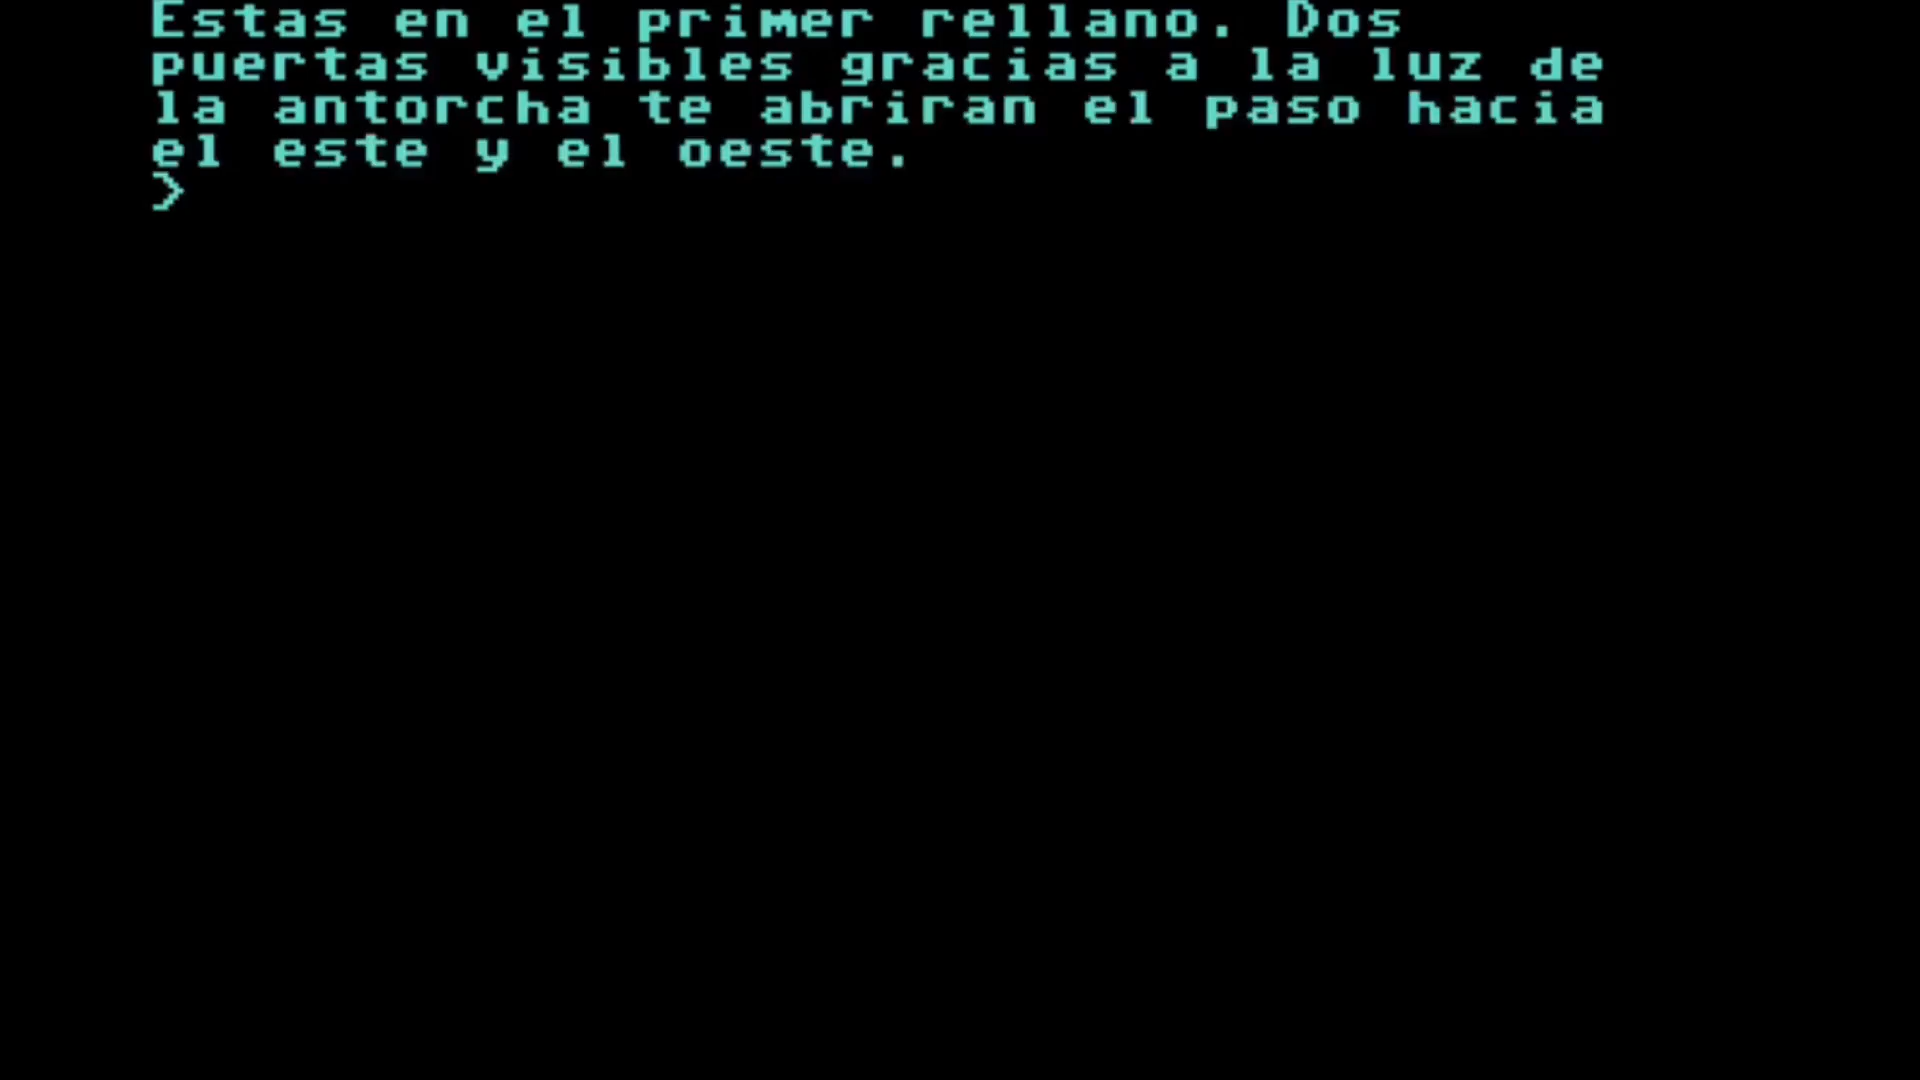 Estas en el primer rellano. Dos
puertas visibles gracias a la luz de
la antorcha te abriran el paso hacia
el este y el oeste.
>